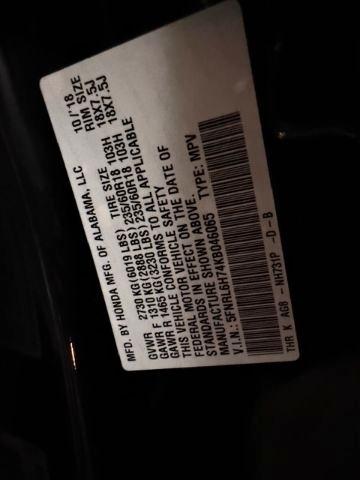 MFD. BY HONDA MFG. OF ALABAMA, LLC 10/'18
TIRE SIZE RIM SIZE
GVWR 2730 KG(6019 LBS)
GAWR F 1310 KG(2888 LBS) 235/60R18 103H 18X7.5J
GAWR R 1465 KG(3230 LBS) 235/60R18 103H 18X7.5J
THIS VEHICLE CONFORMS TO ALL APPLICABLE
FEDERAL MOTOR VEHICLE SAFETY
STANDARDS IN EFFECT ON THE DATE OF
MANUFACTURE SHOWN ABOVE.
V.I.N.: 5FNRL6H74KB046065 TYPE: MPV
THR K AG8 - NH731P -D -B